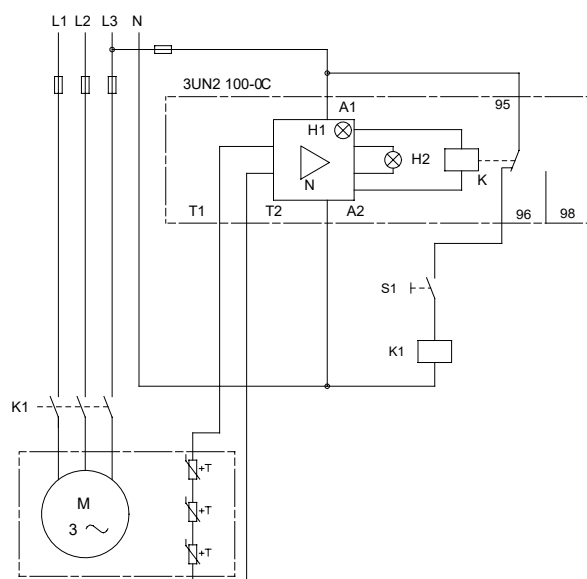 L1 L2 L3 N
3UN2 100-0C
A1
95
H1
H2
N
K
T1
T2
A2
96
98
S1
K1
K1
+T
M
+T
3
+T